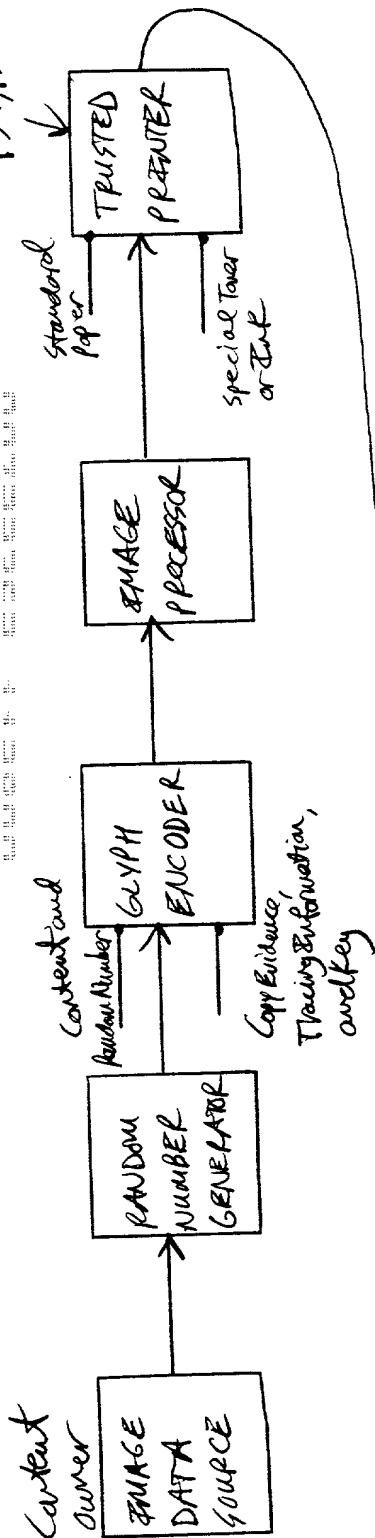 Content
Owner
IMAGE
DATA
SOURCE
RANDOM
NUMBER
GENERATOR
Content and
Random Number
GLYPH
ENCODER
Copy Evidence,
Tracing Information,
and Key
IMAGE
PROCESSOR
Standard
Paper
TRUSTED
PRINTER
Special Toner
or Ink